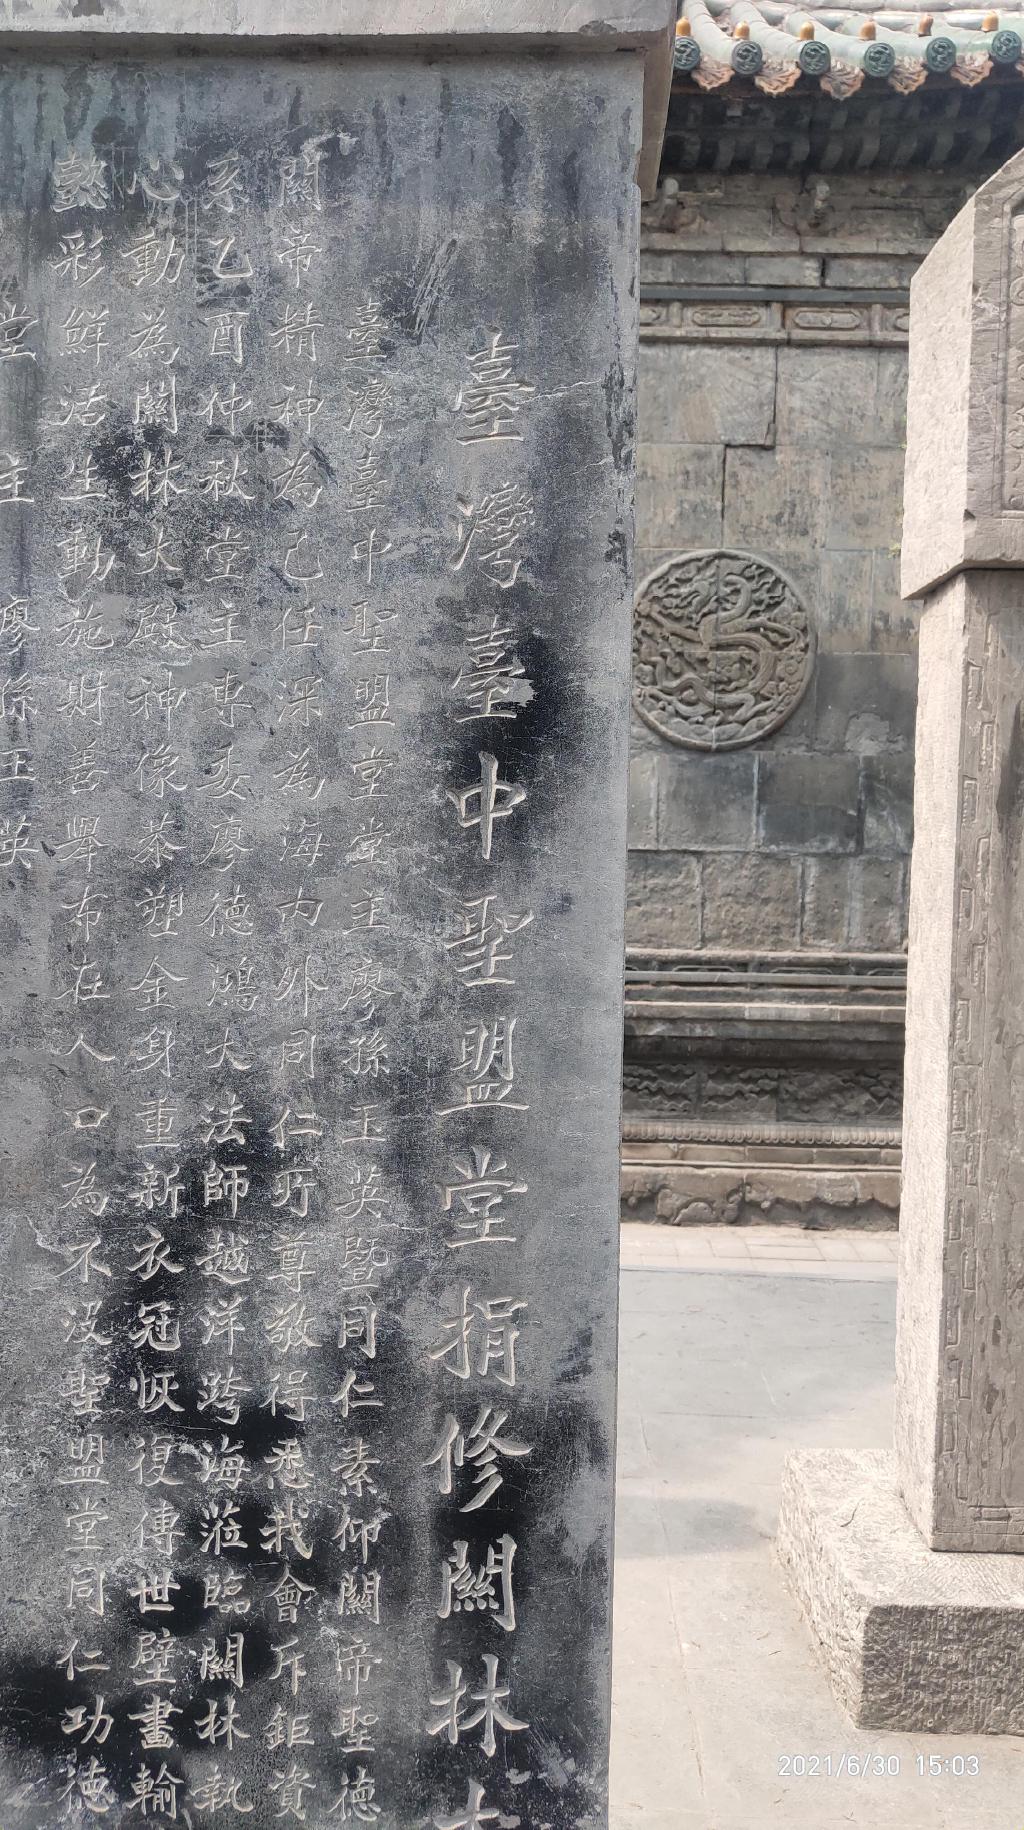 臺灣臺中聖盟堂捐修關林大
臺灣臺中聖盟堂堂主廖孫玉英暨同仁素仰關帝聖德
關帝精神為己任深為海內外同仁所尊敬得悉我會斥鉅資
系乙酉仲秋堂主專委廖德鴻大法師越洋跨海蒞臨關林執
心動為關林大殿神像恭塑金身重新衣冠恢復傳世壁畫輸
懿彩鮮活生動施財善舉布在人口為不沒聖盟堂同仁功德
堂主廖孫玉英
2021/6/30 15:03